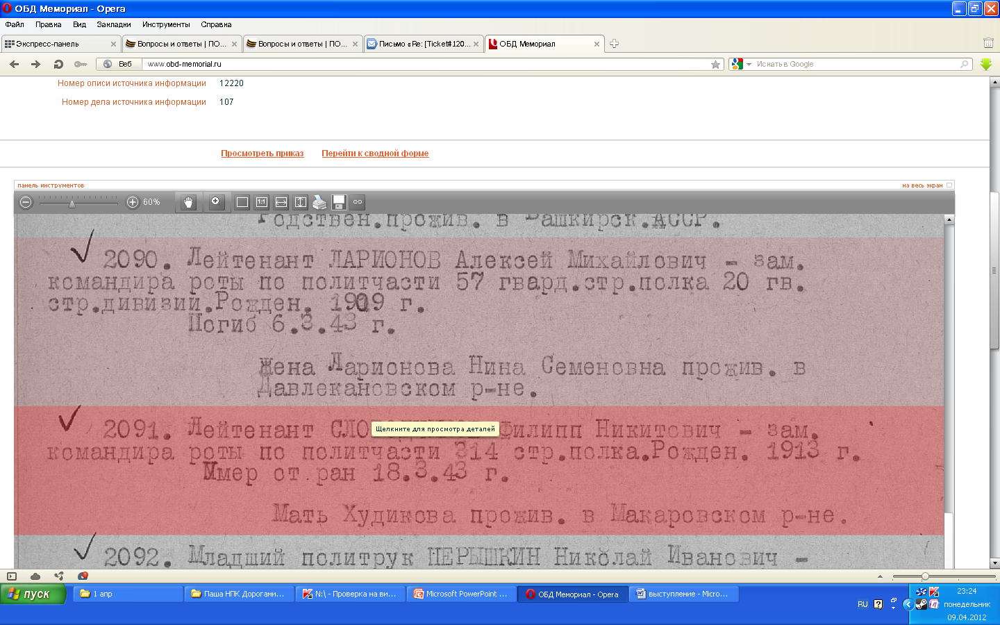 ОБД Мемориал - Opera
Файл Правка Вид Закладки Инструменты Справка
Экспресс-панель Вопросы и ответы | ПО... Вопросы и ответы | ПО... Письмо «Re: [Ticket#120... ОБД Мемориал
Веб www.obd-memorial.ru Искать в Google
Номер описи источника информации 12220
Номер дела источника информации 107
Просмотреть приказ Перейти к сводной форме
панель инструментов на весь экран
60% 1:1
Родствен.прожив. в Башкирск.АССР.
2090. Лейтенант ЛАРИОНОВ Алексей Михайлович - зам.
командира роты по политчасти 57 гвард.стр.полка 20 гв.
стр.дивизии.Рожден. 1909 г.
Погиб 6.3.43 г.
Жена Ларионова Нина Семеновна прожив. в
Давлекановском р-не.
2091. Лейтенант СЛО Филипп Никитович - зам.
Щелкните для просмотра деталей
командира роты по политчасти 314 стр.полка.Рожден. 1913 г.
Умер от ран 18.3.43 г.
Мать Худикова прожив. в Макаровском р-не.
2092. Младший политрук ПЕРЫШКИН Николай Иванович -
пуск 1 апр Паша НПК Дорогами... N:\ - Проверка на ви... Microsoft PowerPoint ... ОБД Мемориал - Opera выступление - Micro... RU 23:24
понедельник
09.04.2012